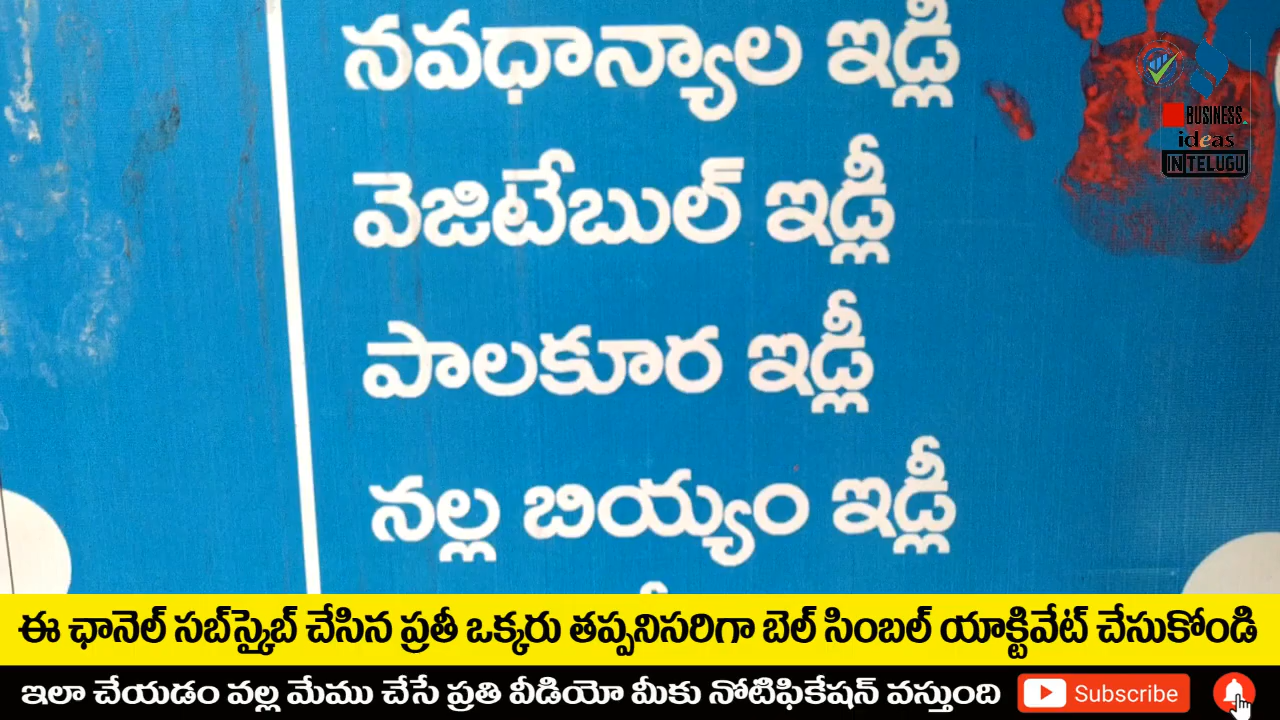 నవధాన్యాల ఇడ్లీ
BUSINESS
ideas
IN TELUGU
వెజిటేబుల్ ఇడ్లీ
పాలకూర ఇడ్లీ
నల్ల బియ్యం ఇడ్లీ
ఈ ఛానెల్ సబ్‌స్క్రైబ్ చేసిన ప్రతీ ఒక్కరు తప్పనిసరిగా బెల్ సింబల్ యాక్టివేట్ చేసుకోండి
ఇలా చేయడం వల్ల మేము చేసే ప్రతి వీడియో మీకు నోటిఫికేషన్ వస్తుంది Subscribe